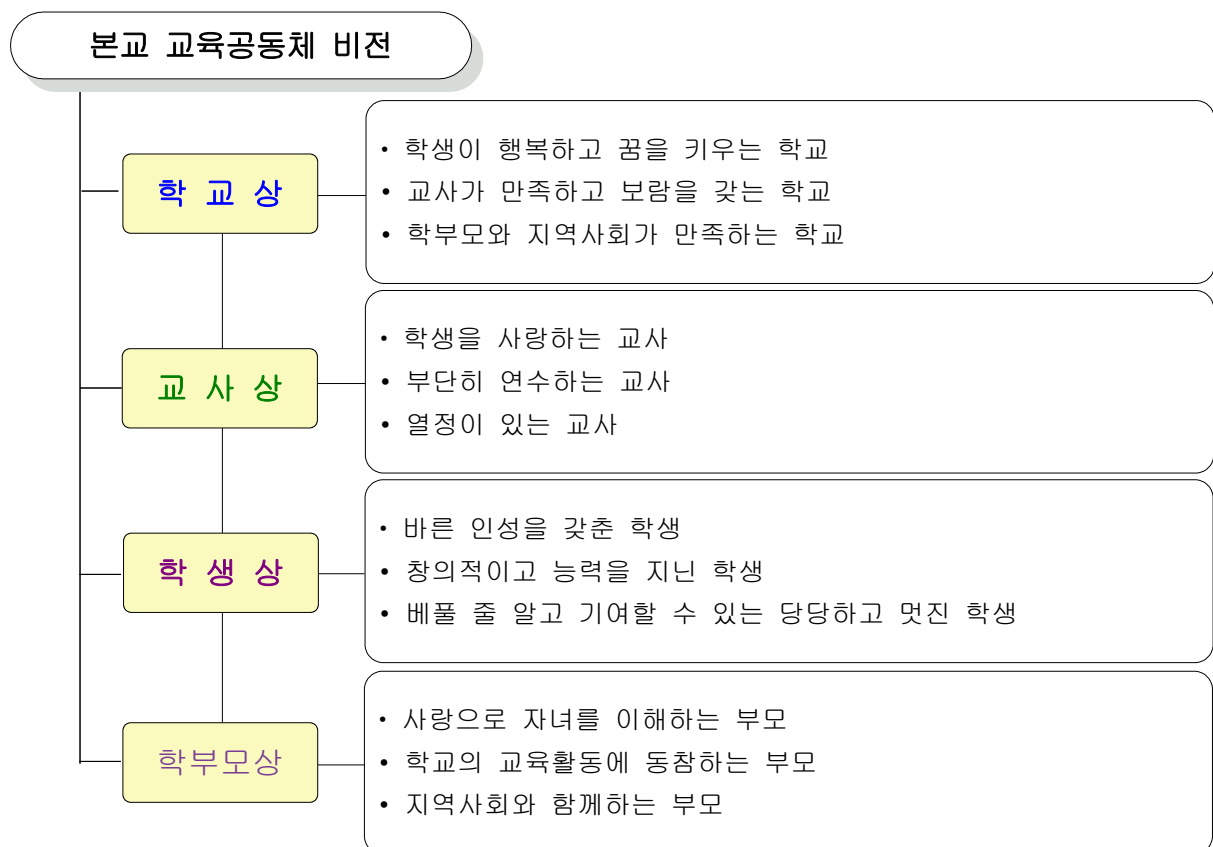 본교 교육공동체 비전
학 교 상
• 학생이 행복하고 꿈을 키우는 학교
• 교사가 만족하고 보람을 갖는 학교
• 학부모와 지역사회가 만족하는 학교
교 사 상
• 학생을 사랑하는 교사
• 부단히 연수하는 교사
• 열정이 있는 교사
학 생 상
• 바른 인성을 갖춘 학생
• 창의적이고 능력을 지닌 학생
• 베풀 줄 알고 기여할 수 있는 당당하고 멋진 학생
학부모상
• 사랑으로 자녀를 이해하는 부모
• 학교의 교육활동에 동참하는 부모
• 지역사회와 함께하는 부모